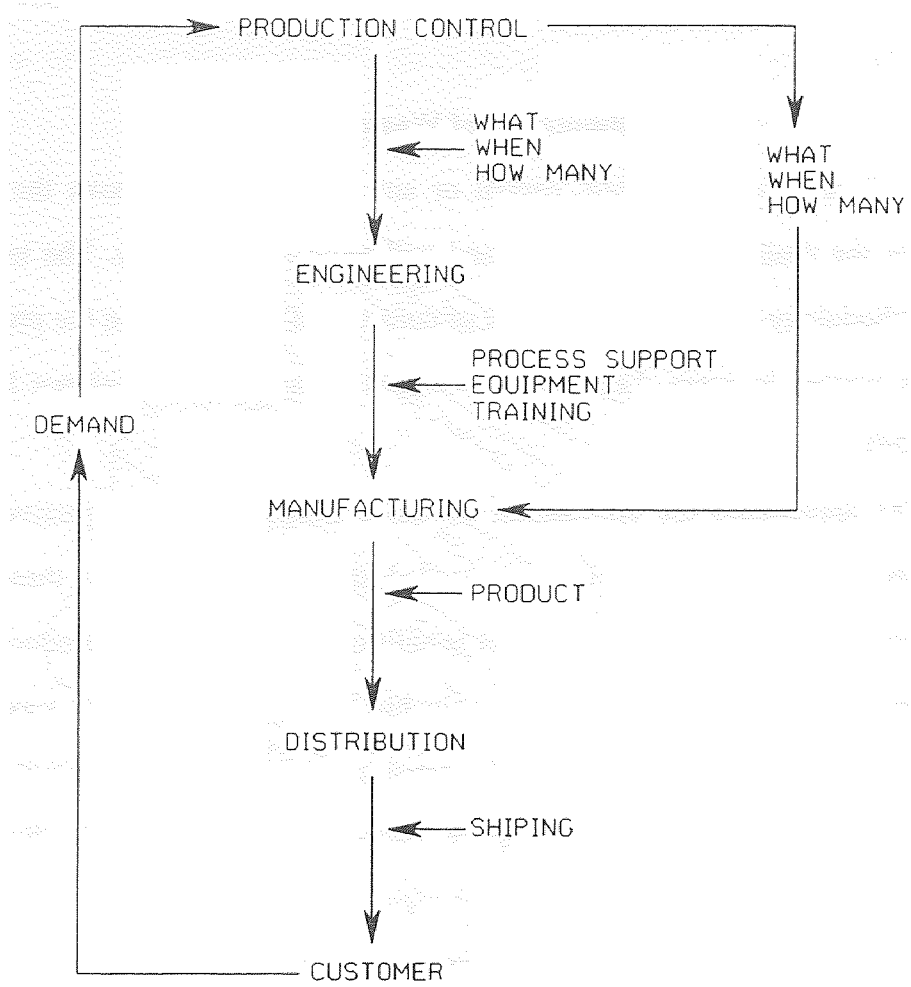 PRODUCTION CONTROL
WHAT
WHEN
HOW MANY
WHAT
WHEN
HOW MANY
ENGINEERING
PROCESS SUPPORT
EQUIPMENT
TRAINING
DEMAND
MANUFACTURING
PRODUCT
DISTRIBUTION
SHIPING
CUSTOMER